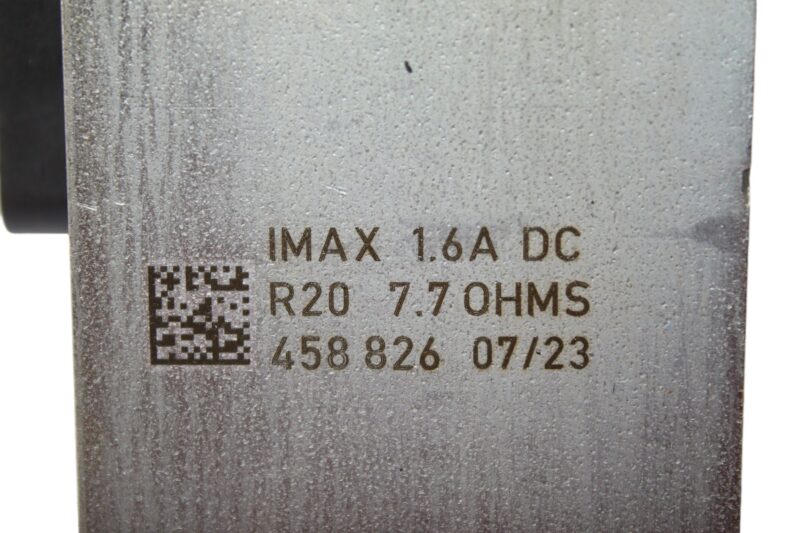 IMAX 1.6A DC
R20 7.7 OHMS
458 826 07/23